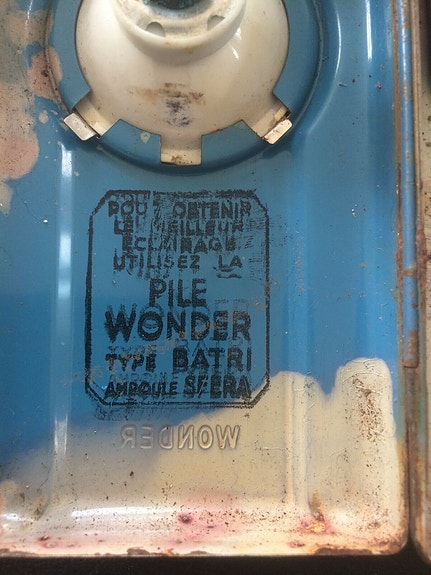 POUR OBTENIR
LE MEILLEUR
ECLAIRAGE
UTILISEZ LA
PILE
WONDER
TYPE BATRI
AMPOULE SFERA
WONDER